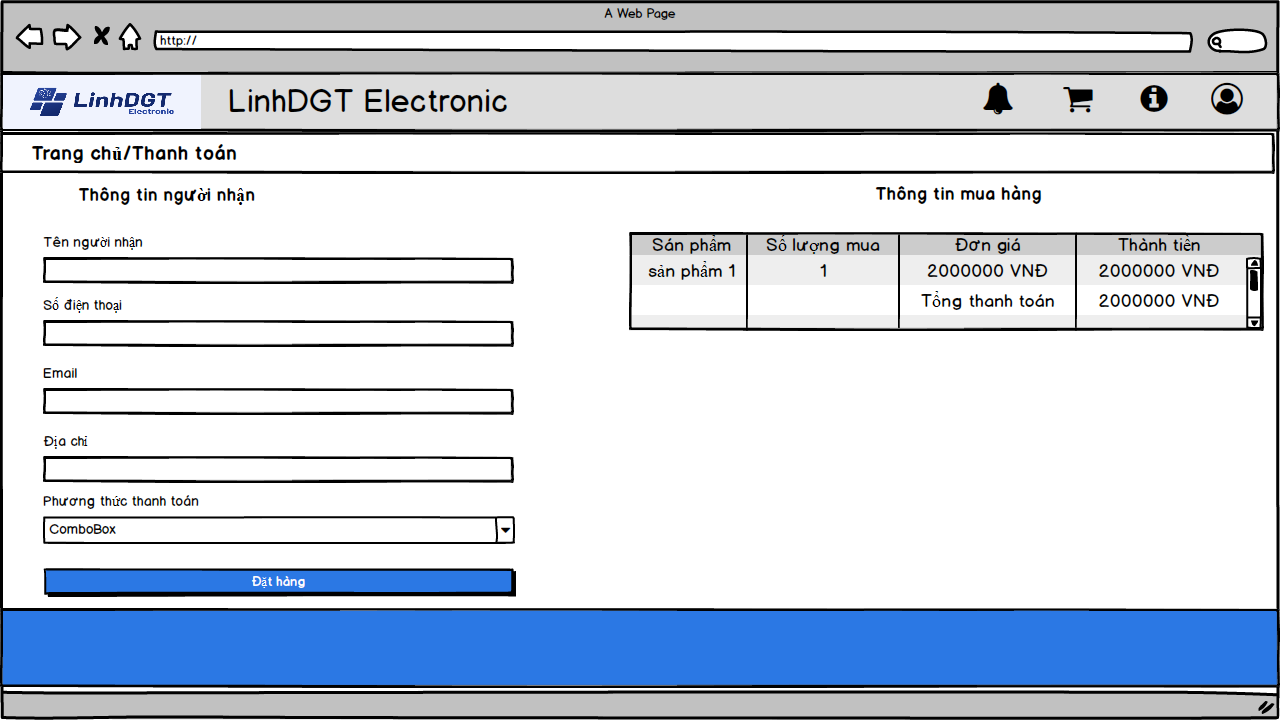 A Web Page
http://
LinhDGT
Electronic
LinhDGT Electronic
Trang chủ/Thanh toán
Thông tin người nhận
Tên người nhận
Số điện thoại
Email
Địa chỉ
Phương thức thanh toán
ComboBox
Đặt hàng
Thông tin mua hàng
Sản phẩm Số lượng mua Đơn giá Thành tiền
sản phẩm 1 1 2000000 VNĐ 2000000 VNĐ
Tổng thanh toán 2000000 VNĐ